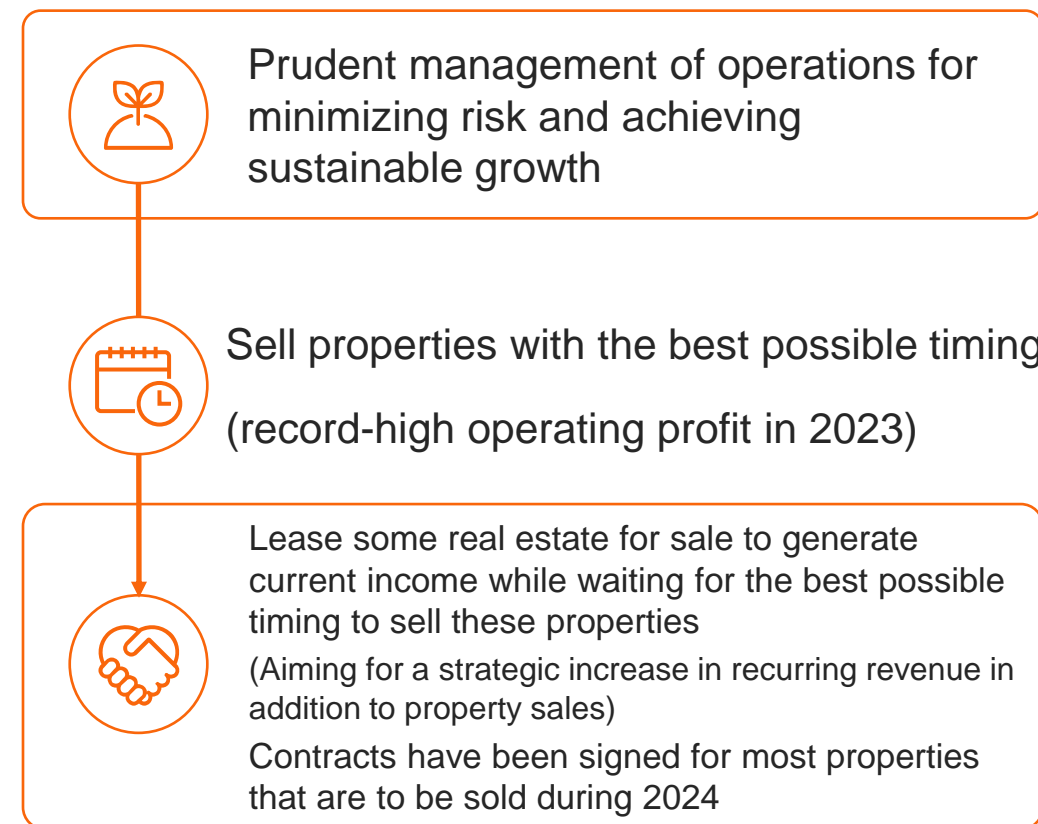 Prudent management of operations for
minimizing risk and achieving
sustainable growth
Sell properties with the best possible timing
(record-high operating profit in 2023)
Lease some real estate for sale to generate
current income while waiting for the best possible
timing to sell these properties
(Aiming for a strategic increase in recurring revenue in
addition to property sales)
Contracts have been signed for most properties
that are to be sold during 2024